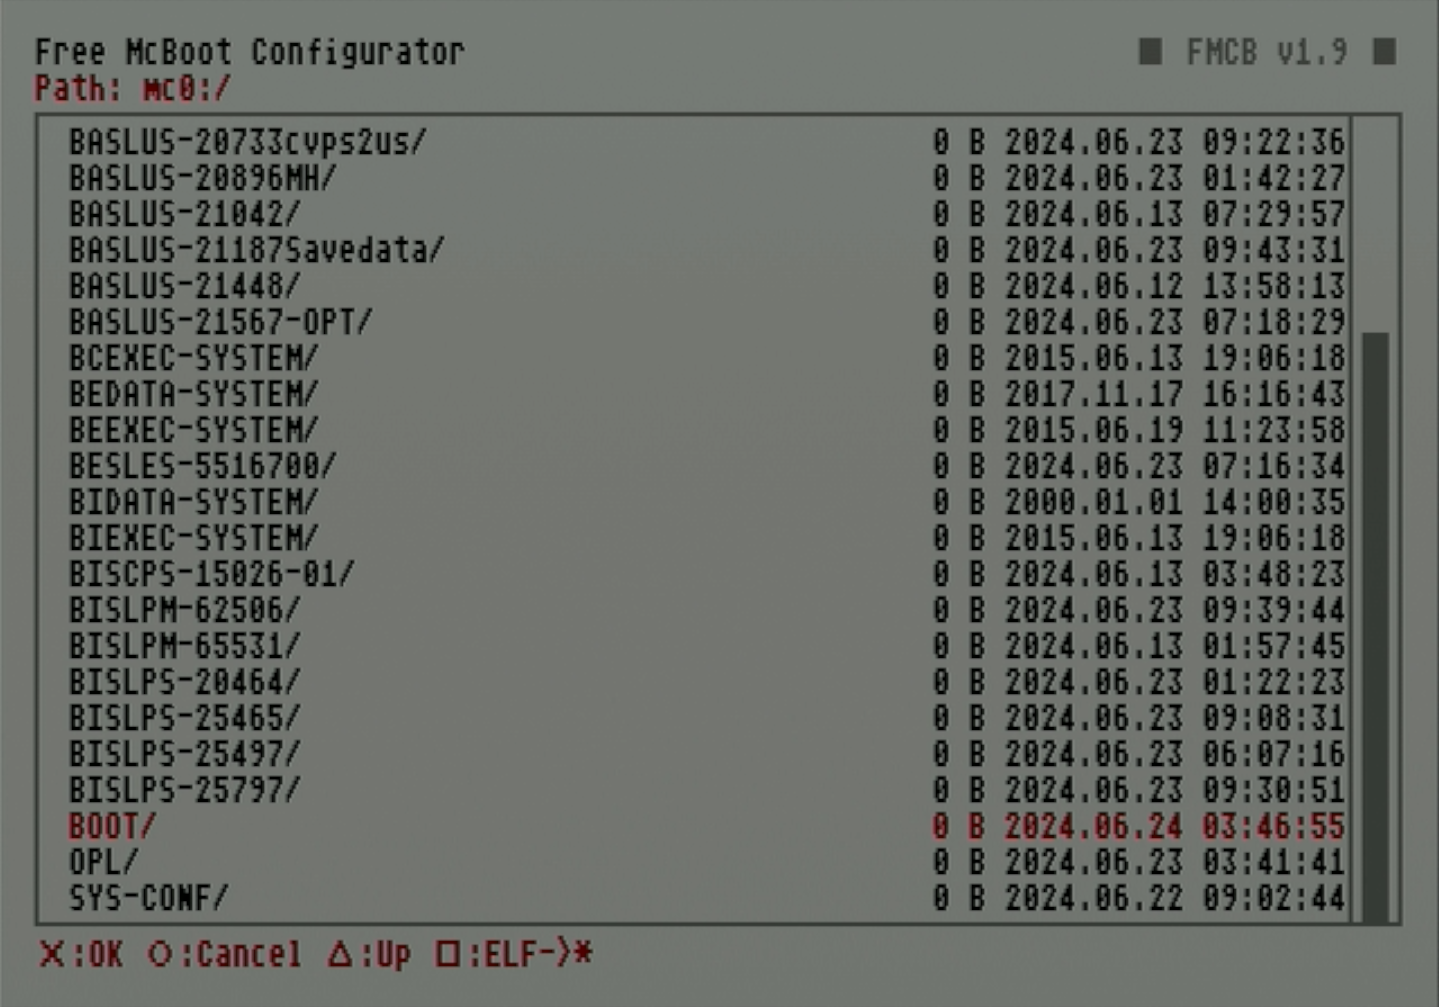 Free McBoot Configurator ■ FMCB v1.9 ■
Path: mc0:/
BASLUS-20733cvps2us/ 0 B 2024.06.23 09:22:36
BASLUS-20896MH/ 0 B 2024.06.23 01:42:27
BASLUS-21042/ 0 B 2024.06.13 07:29:57
BASLUS-21187Savedata/ 0 B 2024.06.23 09:43:31
BASLUS-21448/ 0 B 2024.06.12 13:58:13
BASLUS-21567-OPT/ 0 B 2024.06.23 07:18:29
BCEXEC-SYSTEM/ 0 B 2015.06.13 19:06:18
BEDATA-SYSTEM/ 0 B 2017.11.17 16:16:43
BEEXEC-SYSTEM/ 0 B 2015.06.19 11:23:58
BESLES-5516700/ 0 B 2024.06.23 07:16:34
BIDATA-SYSTEM/ 0 B 2000.01.01 14:00:35
BIEXEC-SYSTEM/ 0 B 2015.06.13 19:06:18
BISCPS-15026-01/ 0 B 2024.06.13 03:48:23
BISLPM-62506/ 0 B 2024.06.23 09:39:44
BISLPM-65531/ 0 B 2024.06.13 01:57:45
BISLPS-20464/ 0 B 2024.06.23 01:22:23
BISLPS-25465/ 0 B 2024.06.23 09:08:31
BISLPS-25497/ 0 B 2024.06.23 06:07:16
BISLPS-25797/ 0 B 2024.06.23 09:30:51
BOOT/ 0 B 2024.06.24 03:46:55
OPL/ 0 B 2024.06.23 03:41:41
SYS-CONF/ 0 B 2024.06.22 09:02:44
X:OK O:Cancel △:Up □:ELF->*